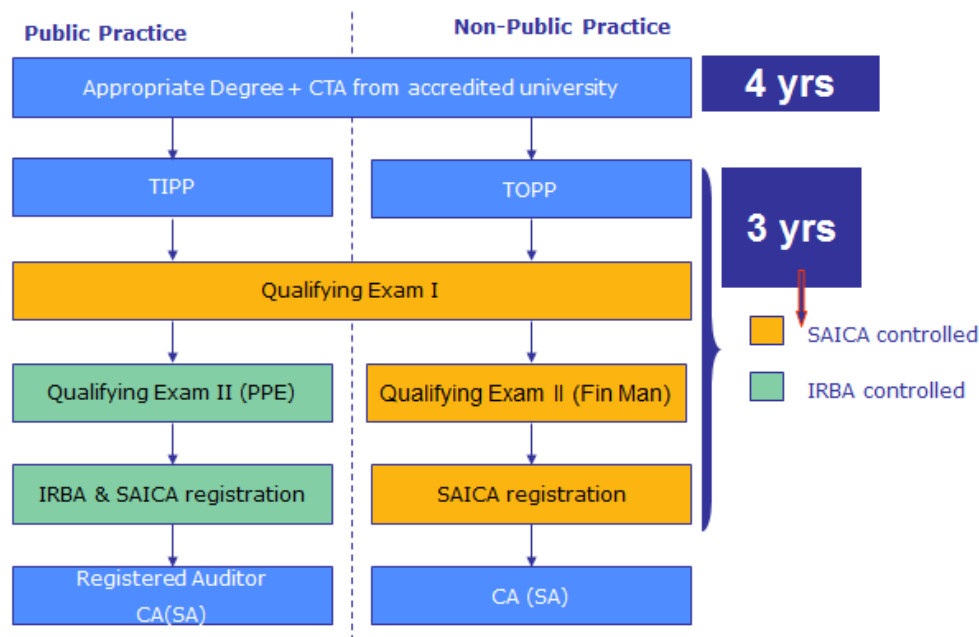 Public Practice
Non-Public Practice
Appropriate Degree + CTA from accredited university
4 yrs
TIPP
TOPP
3 yrs
Qualifying Exam I
SAICA controlled
Qualifying Exam II (PPE)
Qualifying Exam II (Fin Man)
IRBA controlled
IRBA & SAICA registration
SAICA registration
Registered Auditor
CA(SA)
CA (SA)